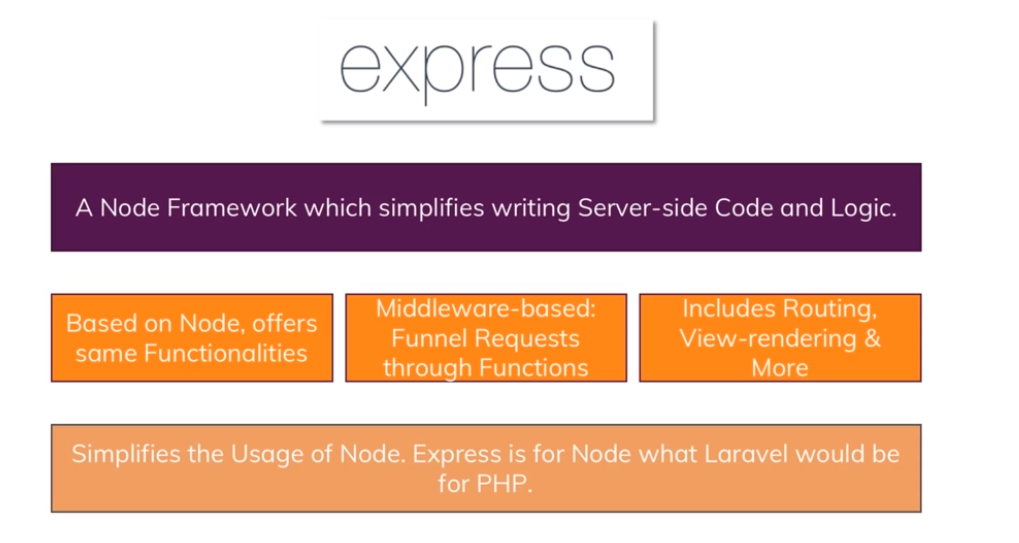 express
A Node Framework which simplifies writing Server-side Code and Logic.
Based on Node, offers
same Functionalities
Middleware-based:
Funnel Requests
through Functions
Includes Routing,
View-rendering &
More
Simplifies the Usage of Node. Express is for Node what Laravel would be
for PHP.